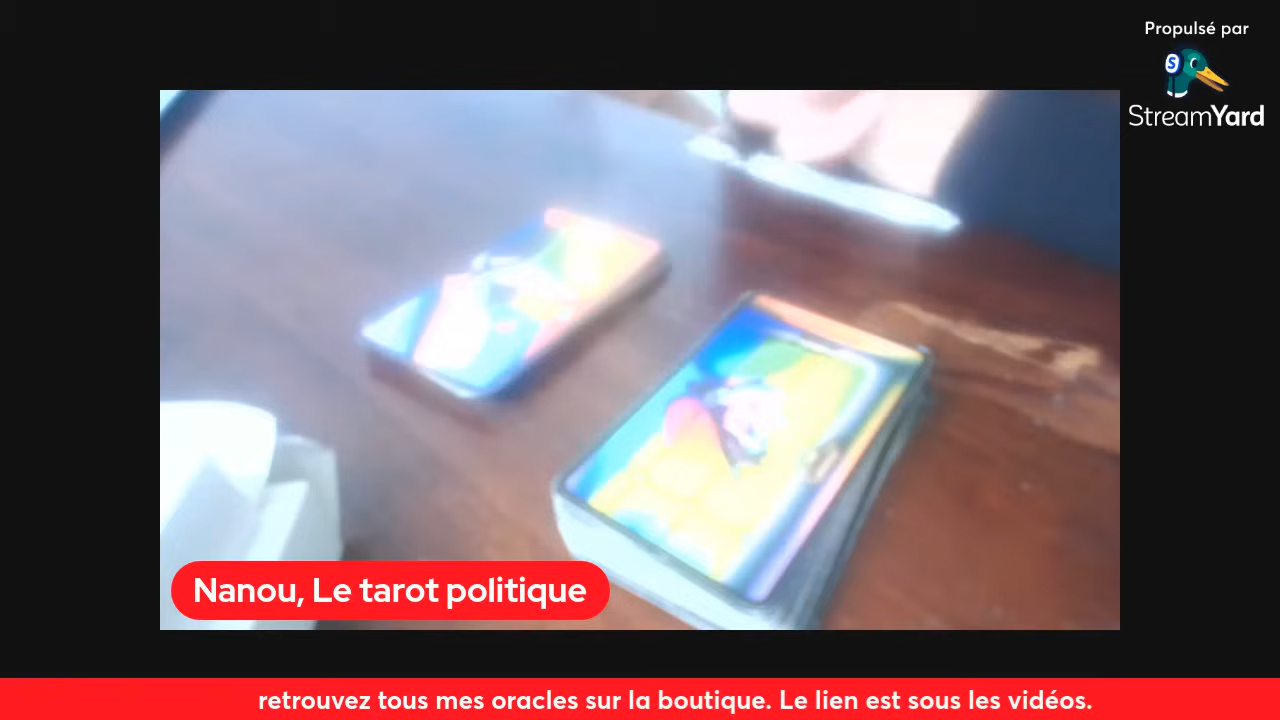 Propulsé par
StreamYard
Nanou, Le tarot politique
retrouvez tous mes oracles sur la boutique. Le lien est sous les vidéos.